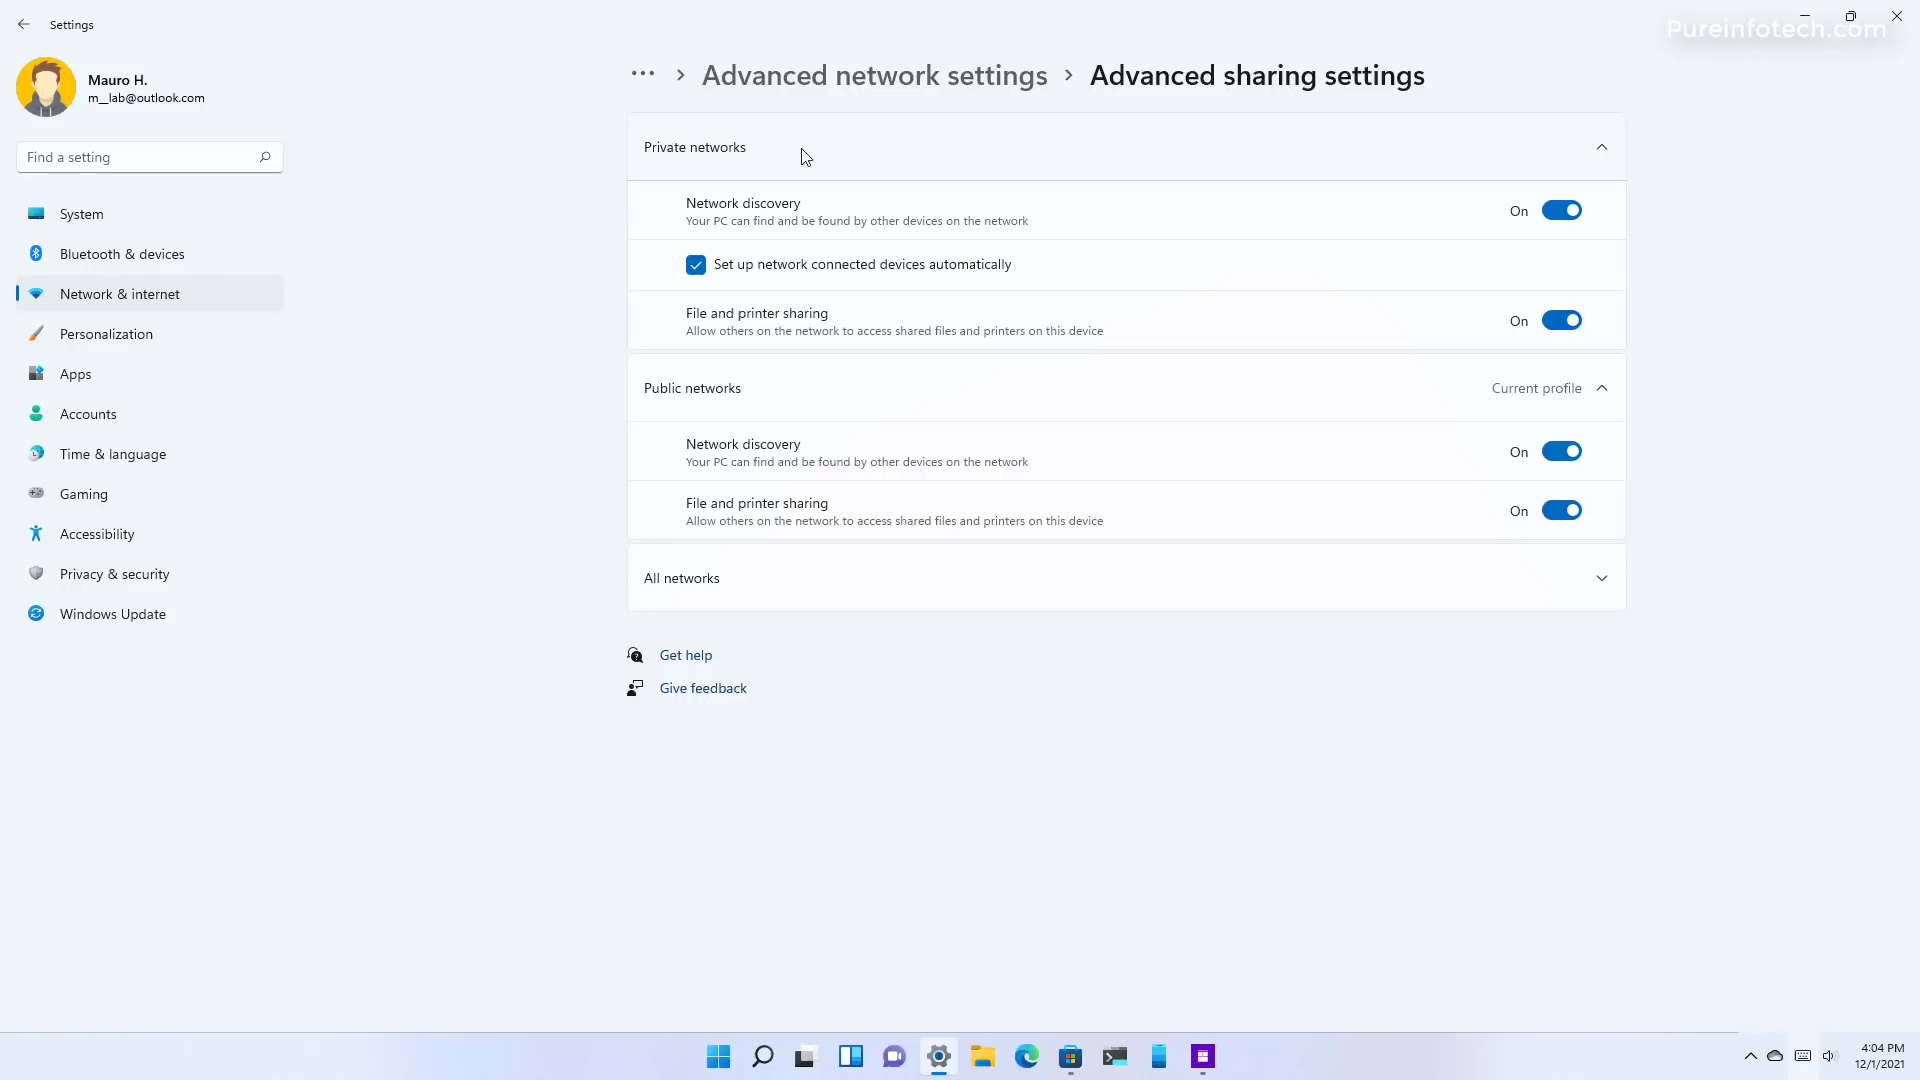 Settings
Pureinfotech.com
Mauro H.
m__lab@outlook.com
Find a setting
System
Bluetooth & devices
Network & internet
Personalization
Apps
Accounts
Time & language
Gaming
Accessibility
Privacy & security
Windows Update
··· > Advanced network settings > Advanced sharing settings
Private networks
Network discovery
Your PC can find and be found by other devices on the network
On
Set up network connected devices automatically
File and printer sharing
Allow others on the network to access shared files and printers on this device
On
Public networks
Current profile
Network discovery
Your PC can find and be found by other devices on the network
On
File and printer sharing
Allow others on the network to access shared files and printers on this device
On
All networks
Get help
Give feedback
4:04 PM
12/1/2021